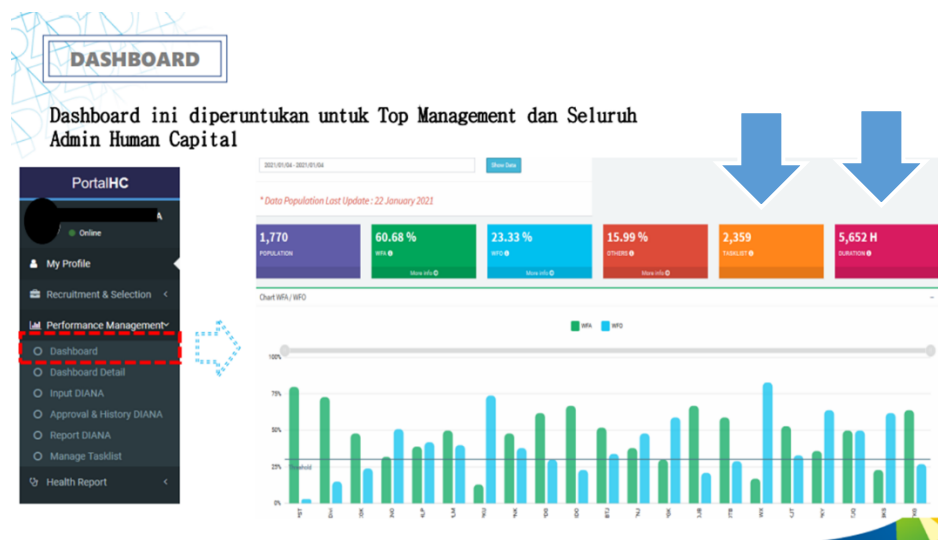 DASHBOARD
Dashboard ini diperuntukan untuk Top Management dan Seluruh
Admin Human Capital
PortalHC
A
Online
My Profile
Recruitment & Selection
Performance Management
Dashboard
Dashboard Detail
Input DIANA
Approval & History DIANA
Report DIANA
Manage Tasklist
Health Report
2021/01/04 - 2021/01/04
Show Data
* Data Population Last Update : 22 January 2021
1,770
POPULATION
60.68 %
WFA
More info
23.33 %
WFO
More info
15.99 %
OTHERS
More info
2,359
TASKLIST
5,652 H
DURATION
Chart WFA / WFO
WFA WFO
100%
75%
50%
25%
Threshold
0%